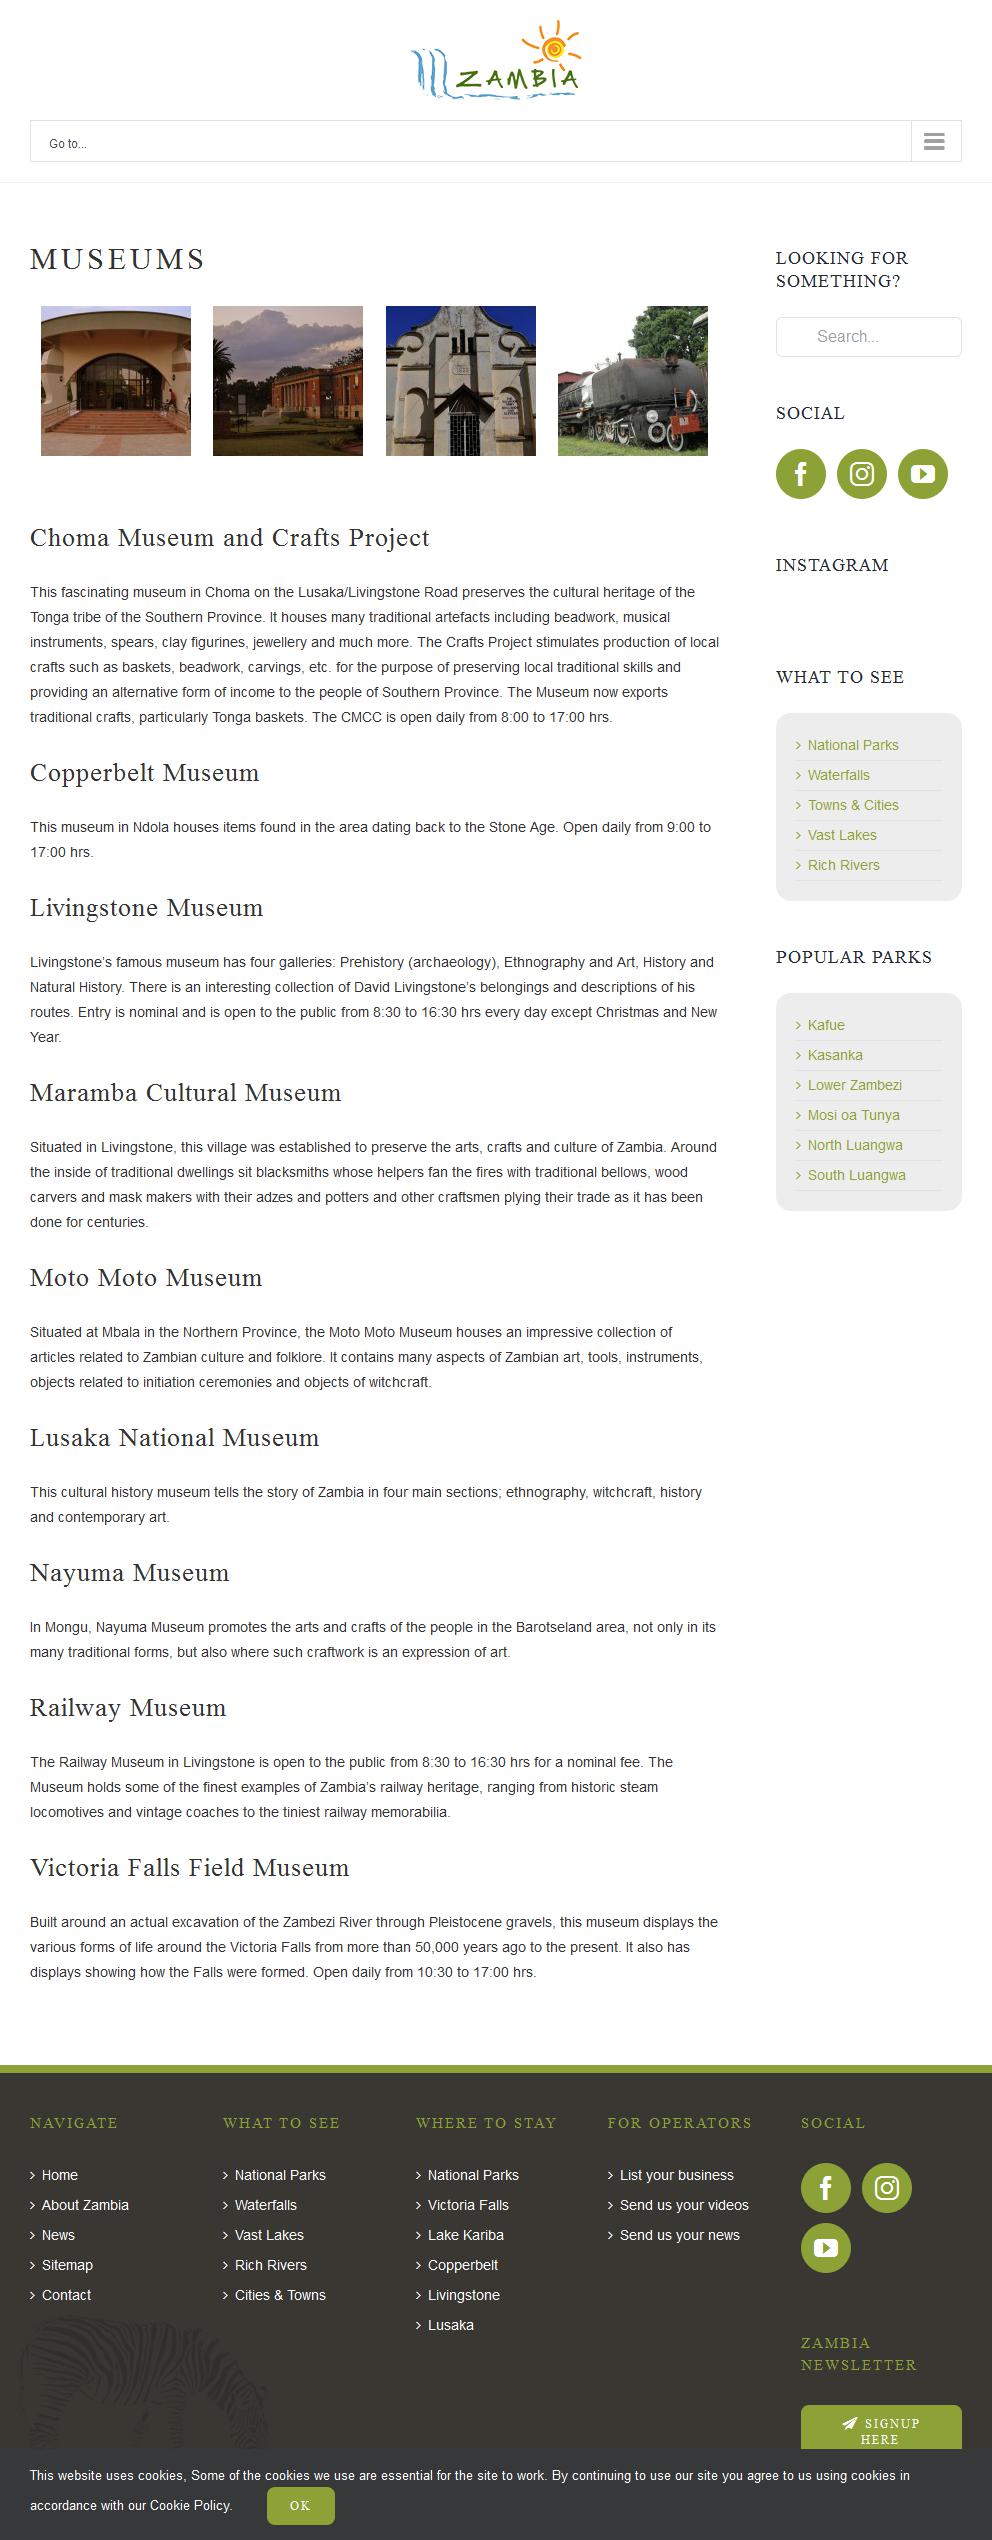 ZAMBIA
Go to...
MUSEUMS
Choma Museum and Crafts Project
This fascinating museum in Choma on the Lusaka/Livingstone Road preserves the cultural heritage of the
Tonga tribe of the Southern Province. It houses many traditional artefacts including beadwork, musical
instruments, spears, clay figurines, jewellery and much more. The Crafts Project stimulates production of local
crafts such as baskets, beadwork, carvings, etc. for the purpose of preserving local traditional skills and
providing an alternative form of income to the people of Southern Province. The Museum now exports
traditional crafts, particularly Tonga baskets. The CMCC is open daily from 8:00 to 17:00 hrs.
Copperbelt Museum
This museum in Ndola houses items found in the area dating back to the Stone Age. Open daily from 9:00 to
17:00 hrs.
Livingstone Museum
Livingstone’s famous museum has four galleries: Prehistory (archaeology), Ethnography and Art, History and
Natural History. There is an interesting collection of David Livingstone’s belongings and descriptions of his
routes. Entry is nominal and is open to the public from 8:30 to 16:30 hrs every day except Christmas and New
Year.
Maramba Cultural Museum
Situated in Livingstone, this village was established to preserve the arts, crafts and culture of Zambia. Around
the inside of traditional dwellings sit blacksmiths whose helpers fan the fires with traditional bellows, wood
carvers and mask makers with their adzes and potters and other craftsmen plying their trade as it has been
done for centuries.
Moto Moto Museum
Situated at Mbala in the Northern Province, the Moto Moto Museum houses an impressive collection of
articles related to Zambian culture and folklore. It contains many aspects of Zambian art, tools, instruments,
objects related to initiation ceremonies and objects of witchcraft.
Lusaka National Museum
This cultural history museum tells the story of Zambia in four main sections; ethnography, witchcraft, history
and contemporary art.
Nayuma Museum
In Mongu, Nayuma Museum promotes the arts and crafts of the people in the Barotseland area, not only in its
many traditional forms, but also where such craftwork is an expression of art.
Railway Museum
The Railway Museum in Livingstone is open to the public from 8:30 to 16:30 hrs for a nominal fee. The
Museum holds some of the finest examples of Zambia’s railway heritage, ranging from historic steam
locomotives and vintage coaches to the tiniest railway memorabilia.
Victoria Falls Field Museum
Built around an actual excavation of the Zambezi River through Pleistocene gravels, this museum displays the
various forms of life around the Victoria Falls from more than 50,000 years ago to the present. It also has
displays showing how the Falls were formed. Open daily from 10:30 to 17:00 hrs.
LOOKING FOR
SOMETHING?
Search...
SOCIAL
INSTAGRAM
WHAT TO SEE
National Parks
Waterfalls
Towns & Cities
Vast Lakes
Rich Rivers
POPULAR PARKS
Kafue
Kasanka
Lower Zambezi
Mosi oa Tunya
North Luangwa
South Luangwa
NAVIGATE
Home
About Zambia
News
Sitemap
Contact
WHAT TO SEE
National Parks
Waterfalls
Vast Lakes
Rich Rivers
Cities & Towns
WHERE TO STAY
National Parks
Victoria Falls
Lake Kariba
Copperbelt
Livingstone
Lusaka
FOR OPERATORS
List your business
Send us your videos
Send us your news
SOCIAL
ZAMBIA
NEWSLETTER
SIGNUP
HERE
This website uses cookies, Some of the cookies we use are essential for the site to work. By continuing to use our site you agree to us using cookies in
accordance with our Cookie Policy.
OK